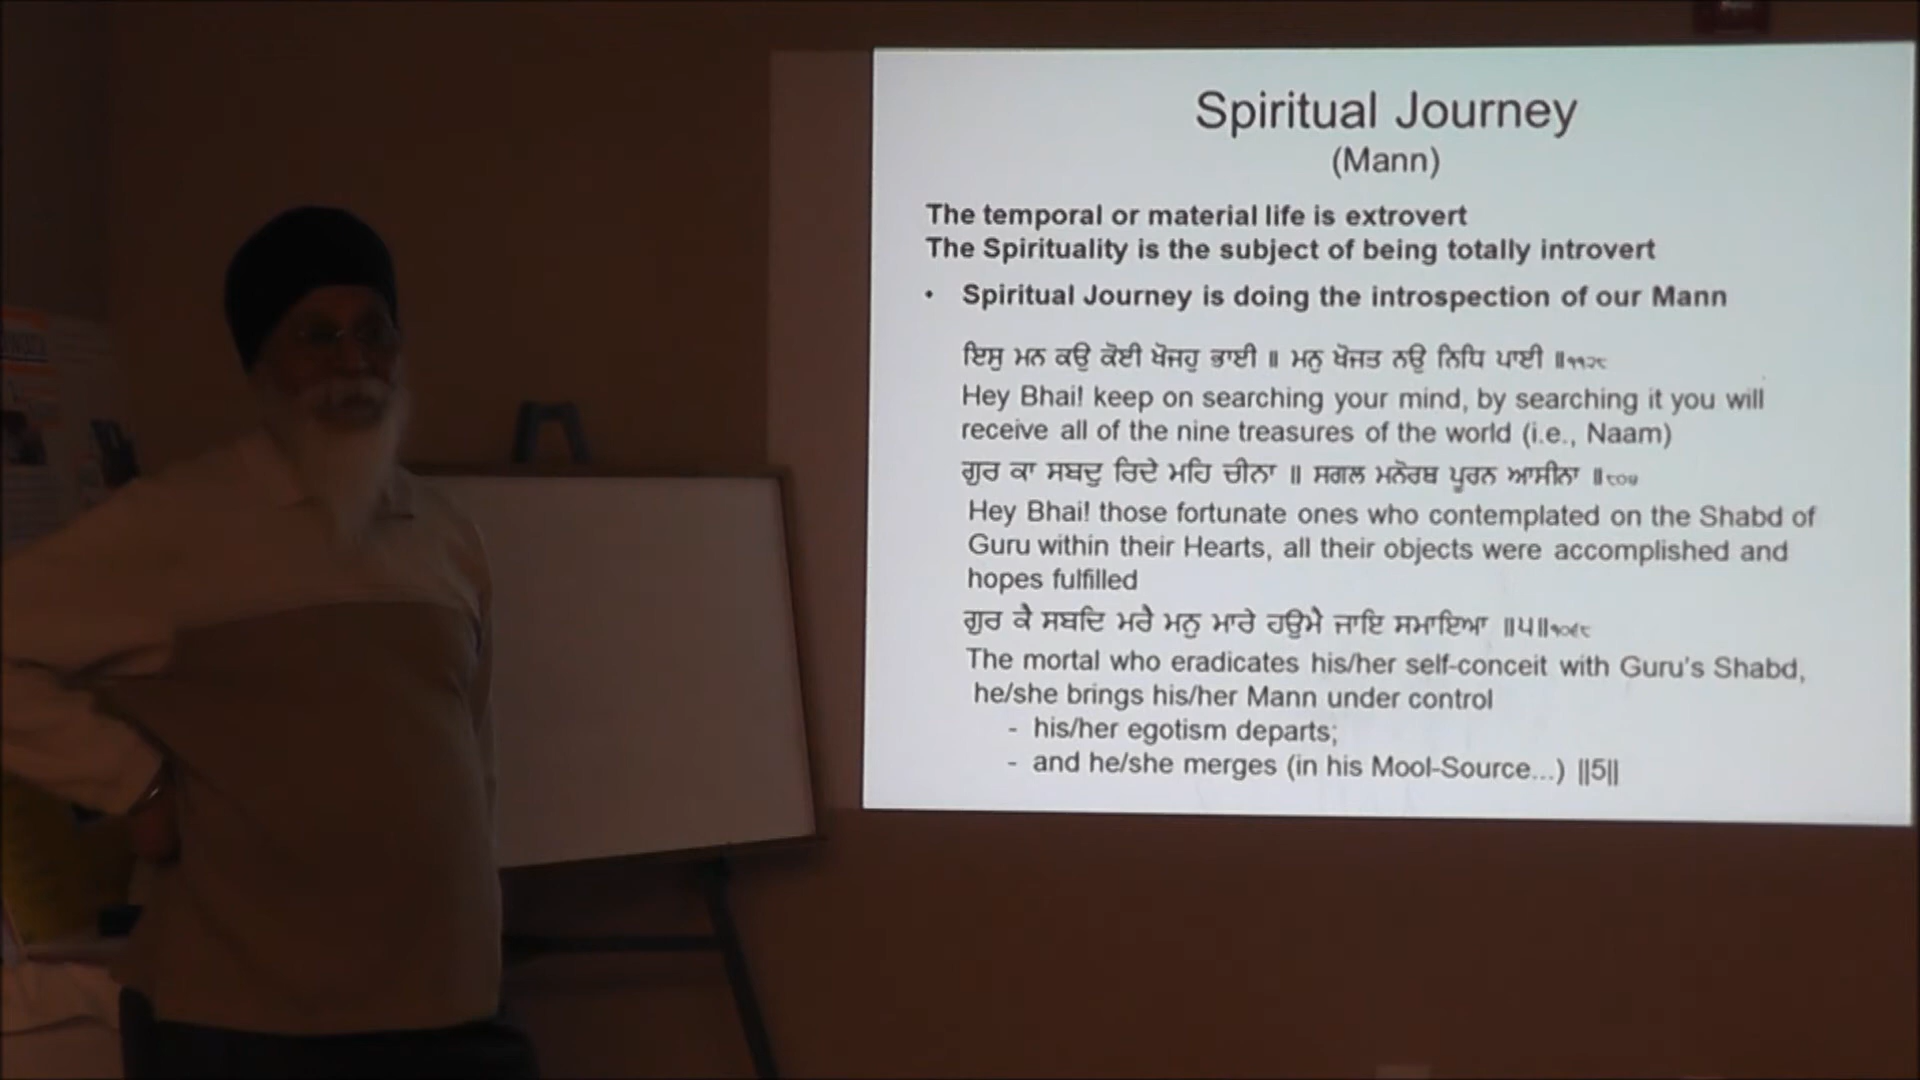 Spiritual Journey
(Mann)
The temporal or material life is extrovert
The Spirituality is the subject of being totally introvert
• Spiritual Journey is doing the introspection of our Mann
ਇਸੁ ਮਨ ਕਉ ਕੋਈ ਖੋਜਹੁ ਭਾਈ ॥ ਮਨੁ ਖੋਜਤ ਨਉ ਨਿਧਿ ਪਾਈ ॥੧੧੨੮
Hey Bhai! keep on searching your mind, by searching it you will
receive all of the nine treasures of the world (i.e., Naam)
ਗੁਰ ਕਾ ਸਬਦੁ ਰਿਦੇ ਮਹਿ ਚੀਨਾ ॥ ਸਗਲ ਮਨੋਰਥ ਪੂਰਨ ਆਸੀਨਾ ॥
Hey Bhai! those fortunate ones who contemplated on the Shabd of
Guru within their Hearts, all their objects were accomplished and
hopes fulfilled
ਗੁਰ ਕੈ ਸਬਦਿ ਮਰੈ ਮਨੁ ਮਾਰੇ ਹਉਮੈ ਜਾਇ ਸਮਾਇਆ ॥੫॥
The mortal who eradicates his/her self-conceit with Guru's Shabd,
he/she brings his/her Mann under control
- his/her egotism departs;
- and he/she merges (in his Mool-Source...) ||5||